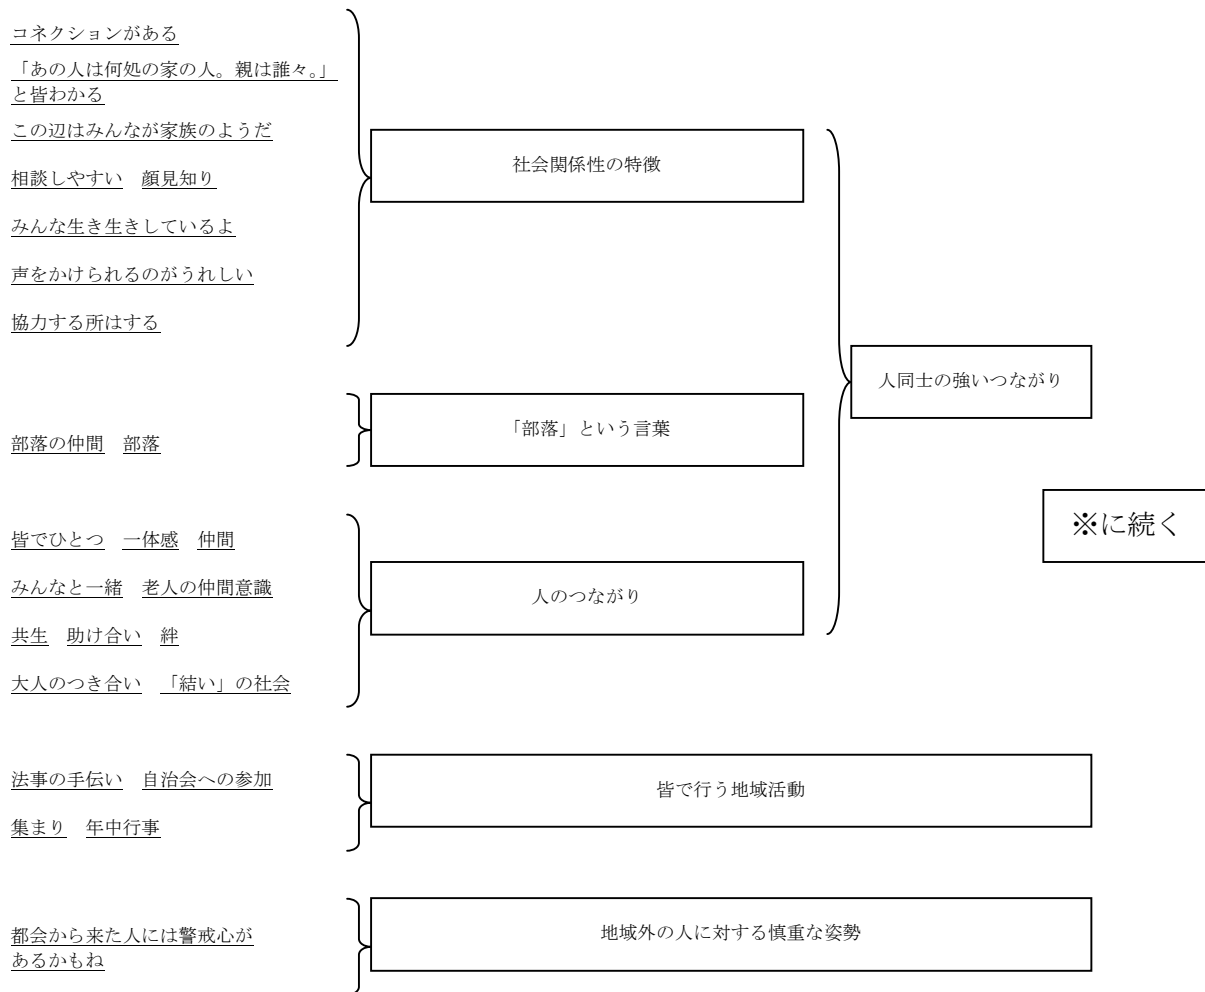 コネクションがある
「あの人は何処の家の人。親は誰々。」
と皆わかる
この辺はみんなが家族のようだ
相談しやすい　顔見知り
みんな生き生きしているよ
声をかけられるのがうれしい
協力する所はする
社会関係性の特徴
部落の仲間　部落
「部落」という言葉
皆でひとつ　一体感　仲間
みんなと一緒　老人の仲間意識
共生　助け合い　絆
大人のつき合い　「結い」の社会
人のつながり
人同士の強いつながり
※に続く
法事の手伝い　自治会への参加
集まり　年中行事
皆で行う地域活動
都会から来た人には警戒心が
あるかもね
地域外の人に対する慎重な姿勢